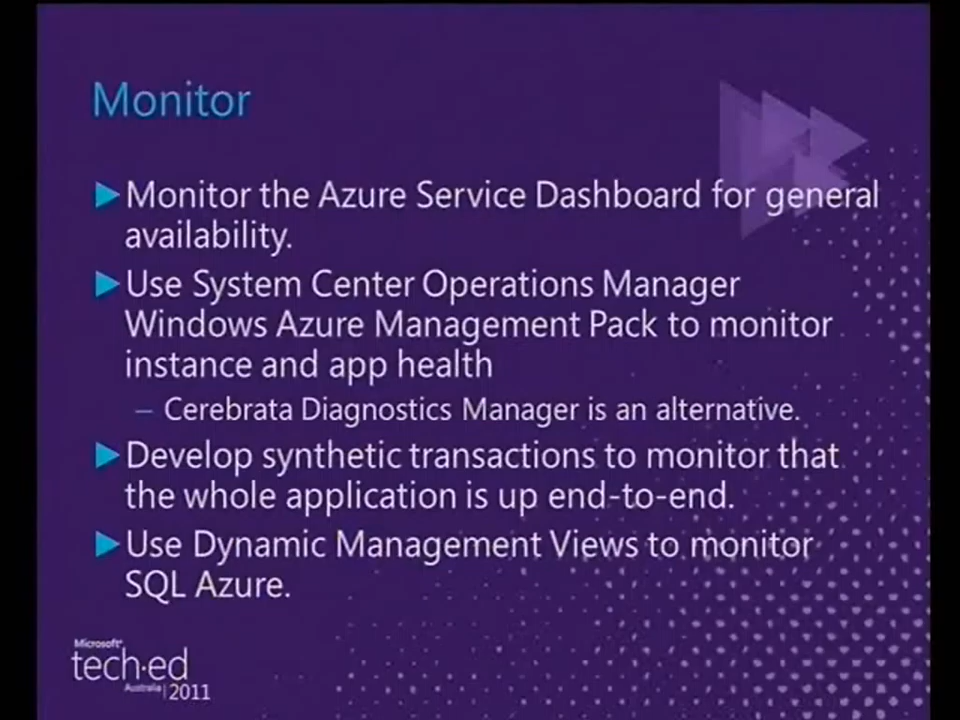 Monitor
Monitor the Azure Service Dashboard for general
availability.
Use System Center Operations Manager
Windows Azure Management Pack to monitor
instance and app health
– Cerebrata Diagnostics Manager is an alternative.
Develop synthetic transactions to monitor that
the whole application is up end-to-end.
Use Dynamic Management Views to monitor
SQL Azure.
Microsoft®
tech·ed
Australia | 2011